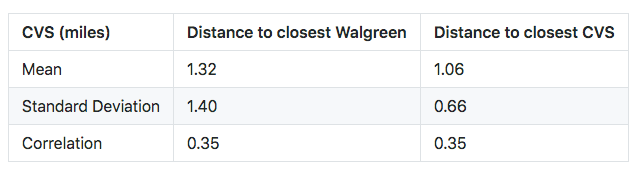 CVS (miles) Distance to closest Walgreen Distance to closest CVS
Mean 1.32 1.06
Standard Deviation 1.40 0.66
Correlation 0.35 0.35